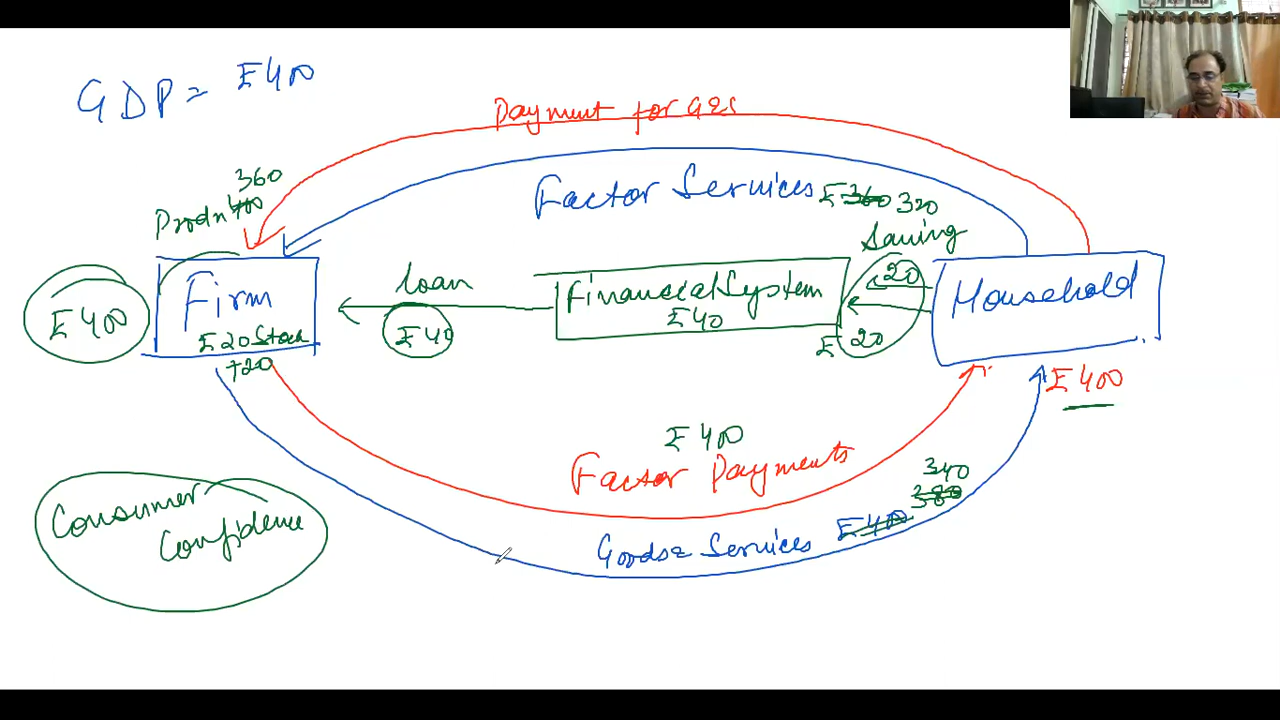 GDP = £400
Payment for G&S
360
Prodn 400
Factor Services £360 320
Saving
20
loan
Firm
Financial System
Household
£400
£40
£40
£20 Stock
£ 20
+20
£400
£400
Factor Payments
340
380
£400
Goods & Services
Consumer
Confidence